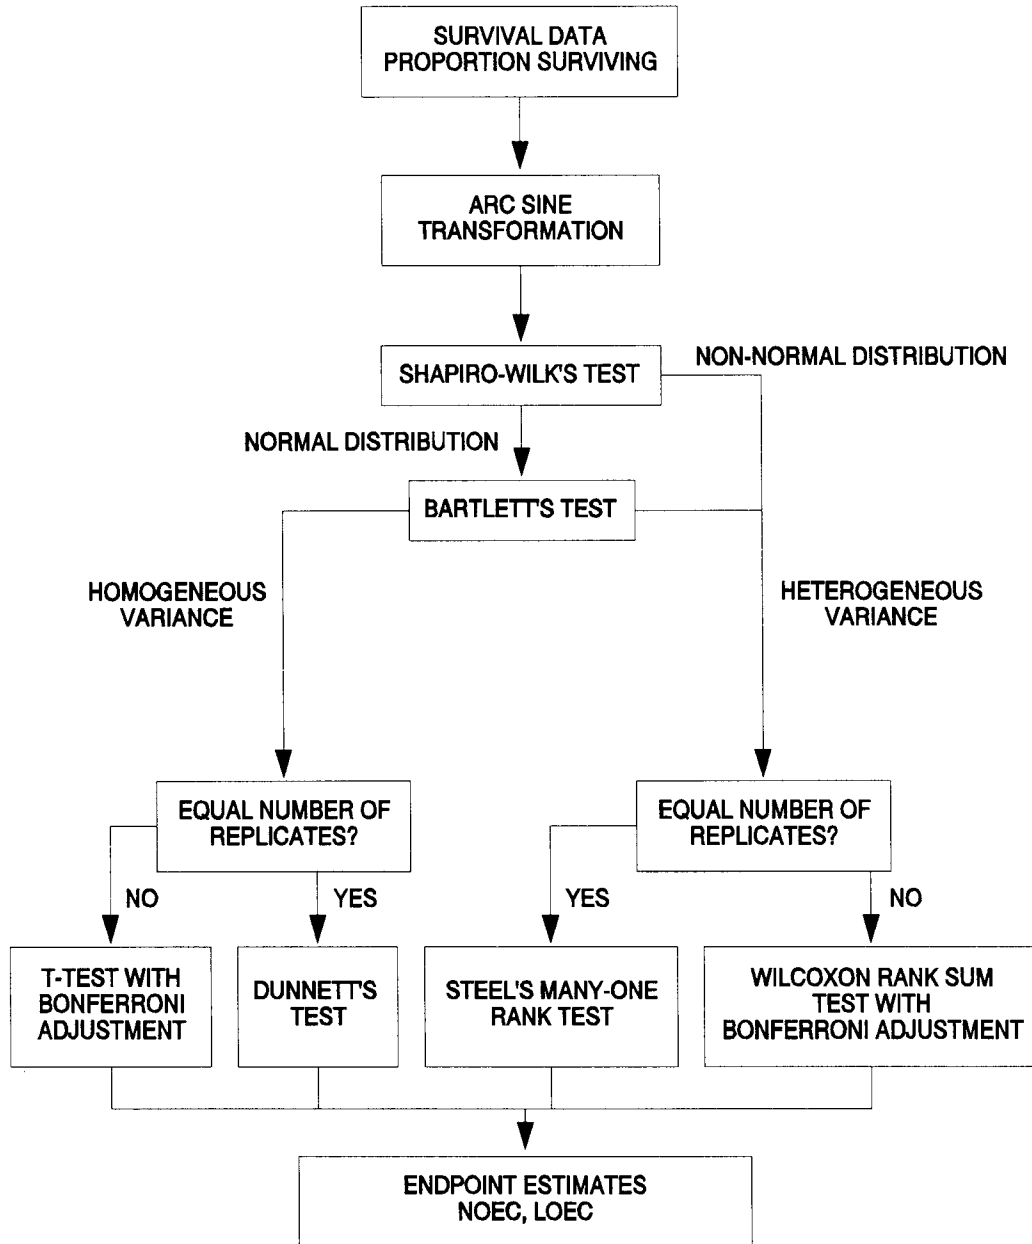 SURVIVAL DATA
PROPORTION SURVIVING
ARC SINE
TRANSFORMATION
SHAPIRO-WILK'S TEST
NON-NORMAL DISTRIBUTION
NORMAL DISTRIBUTION
BARTLETT'S TEST
HOMOGENEOUS
VARIANCE
HETEROGENEOUS
VARIANCE
EQUAL NUMBER OF
REPLICATES?
EQUAL NUMBER OF
REPLICATES?
NO
YES
YES
NO
T-TEST WITH
BONFERRONI
ADJUSTMENT
DUNNETT'S
TEST
STEEL'S MANY-ONE
RANK TEST
WILCOXON RANK SUM
TEST WITH
BONFERRONI ADJUSTMENT
ENDPOINT ESTIMATES
NOEC, LOEC